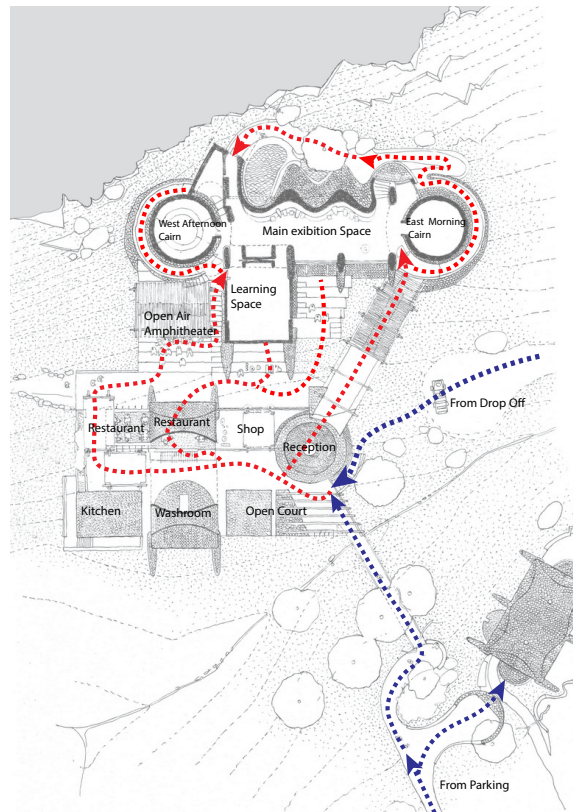 West Afternoon
Cairn
Main exibition Space
East Morning
Cairn
Learning
Space
Open Air
Amphitheater
From Drop Off
Restaurant
Restaurant
Shop
Reception
Kitchen
Washroom
Open Court
From Parking